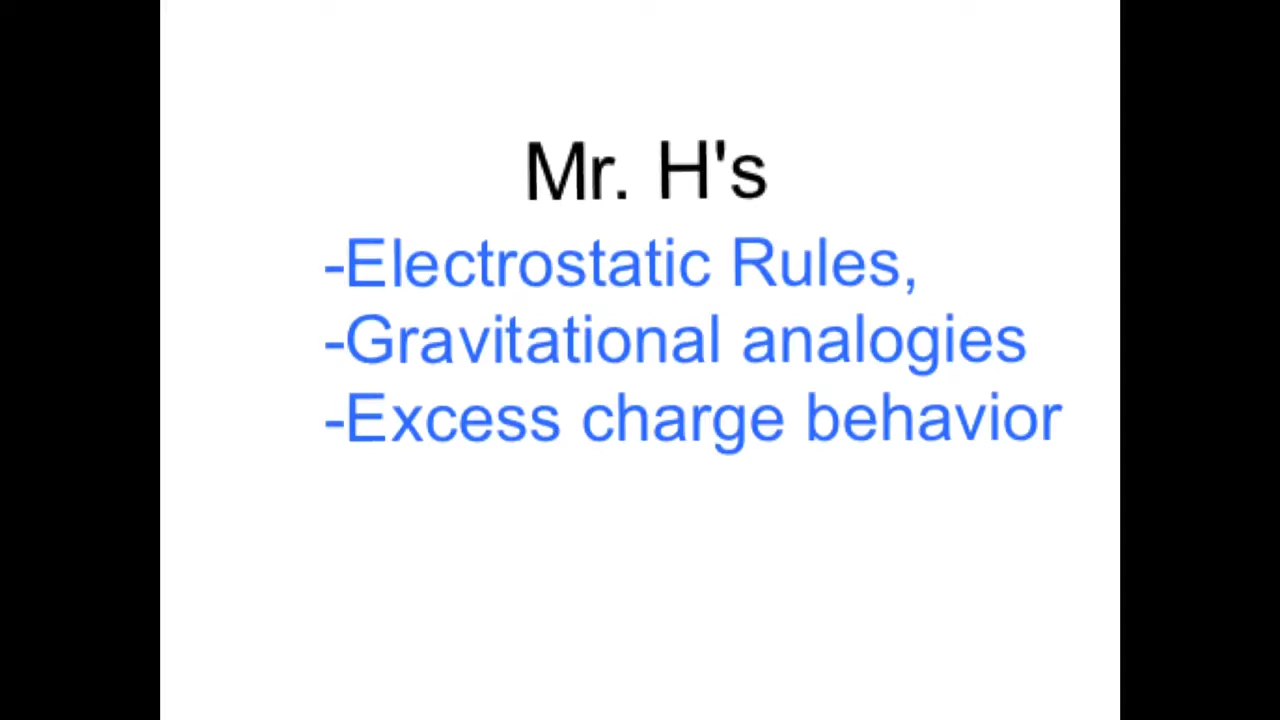 Mr. H's
-Electrostatic Rules,
-Gravitational analogies
-Excess charge behavior